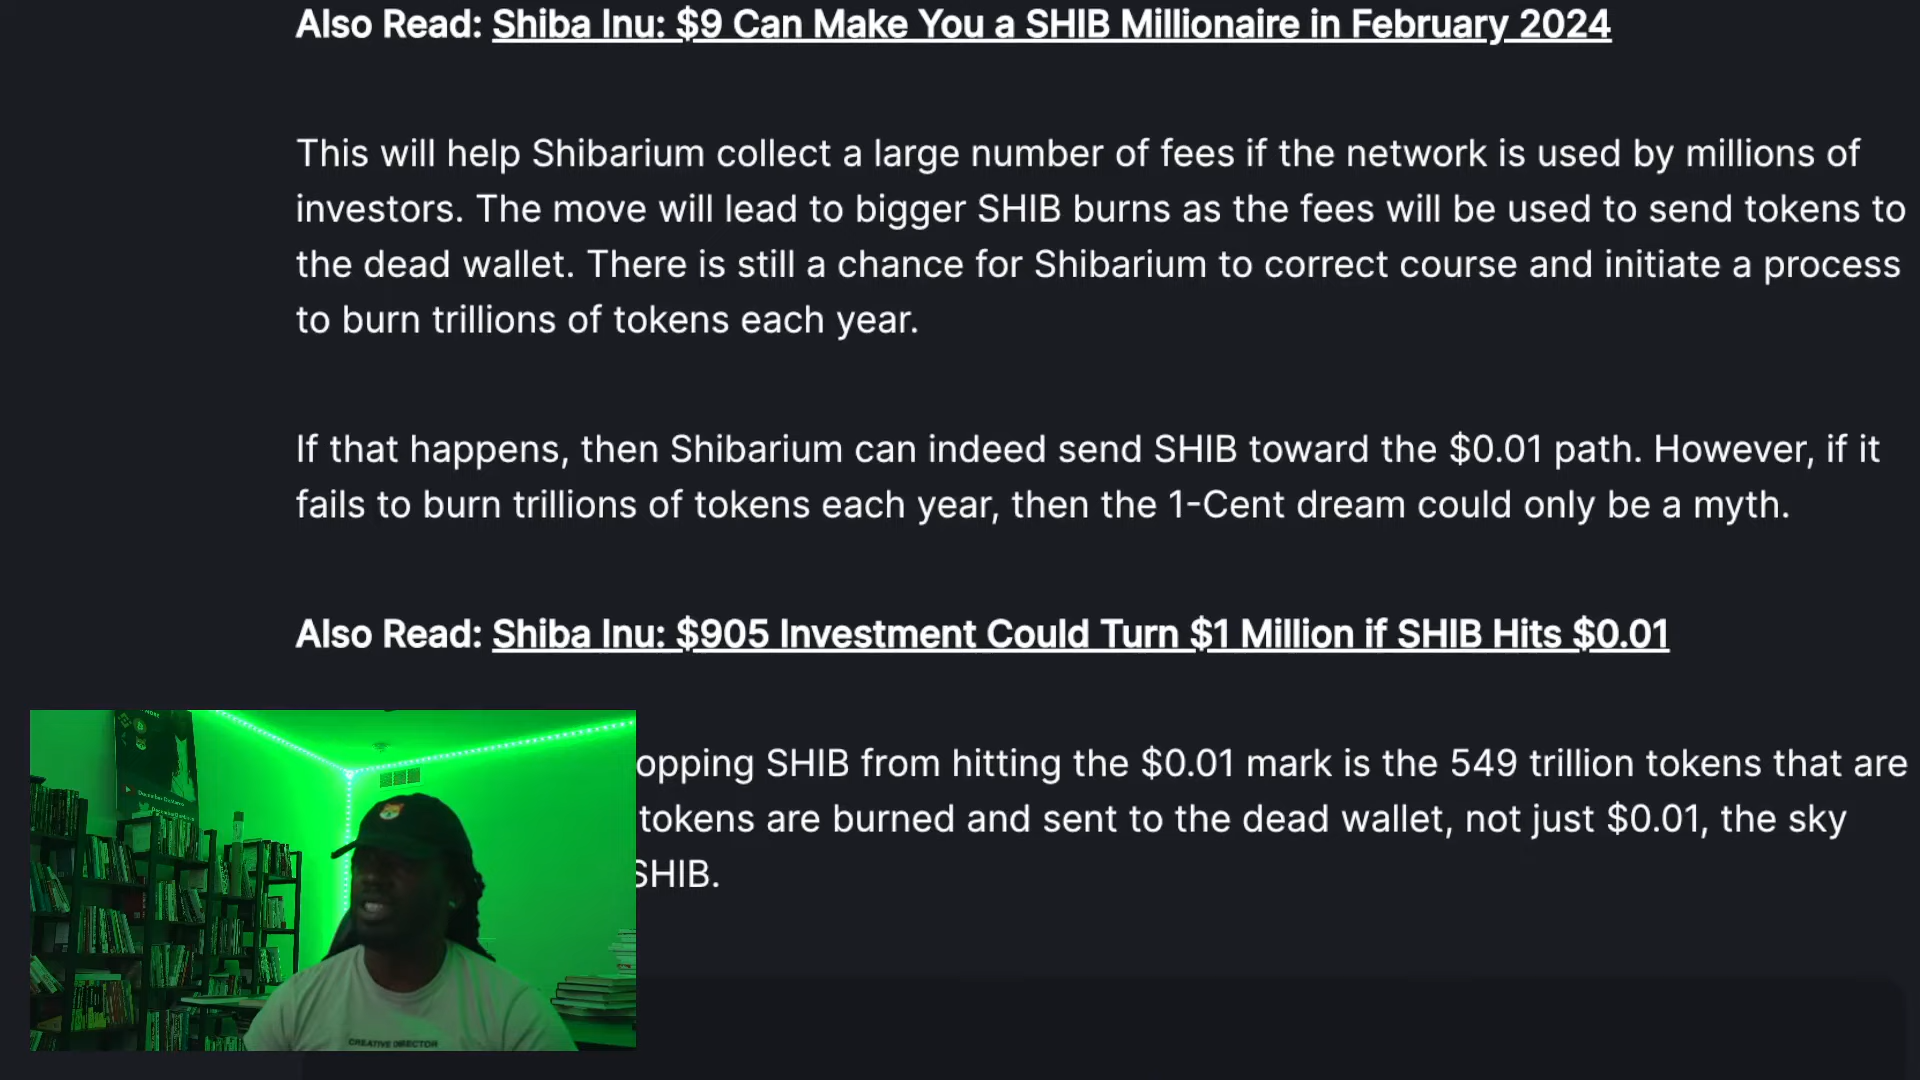 Also Read: Shiba Inu: $9 Can Make You a SHIB Millionaire in February 2024
This will help Shibarium collect a large number of fees if the network is used by millions of
investors. The move will lead to bigger SHIB burns as the fees will be used to send tokens to
the dead wallet. There is still a chance for Shibarium to correct course and initiate a process
to burn trillions of tokens each year.
If that happens, then Shibarium can indeed send SHIB toward the $0.01 path. However, if it
fails to burn trillions of tokens each year, then the 1-Cent dream could only be a myth.
Also Read: Shiba Inu: $905 Investment Could Turn $1 Million if SHIB Hits $0.01
opping SHIB from hitting the $0.01 mark is the 549 trillion tokens that are
tokens are burned and sent to the dead wallet, not just $0.01, the sky
SHIB.
CREATIVE DIRECTOR